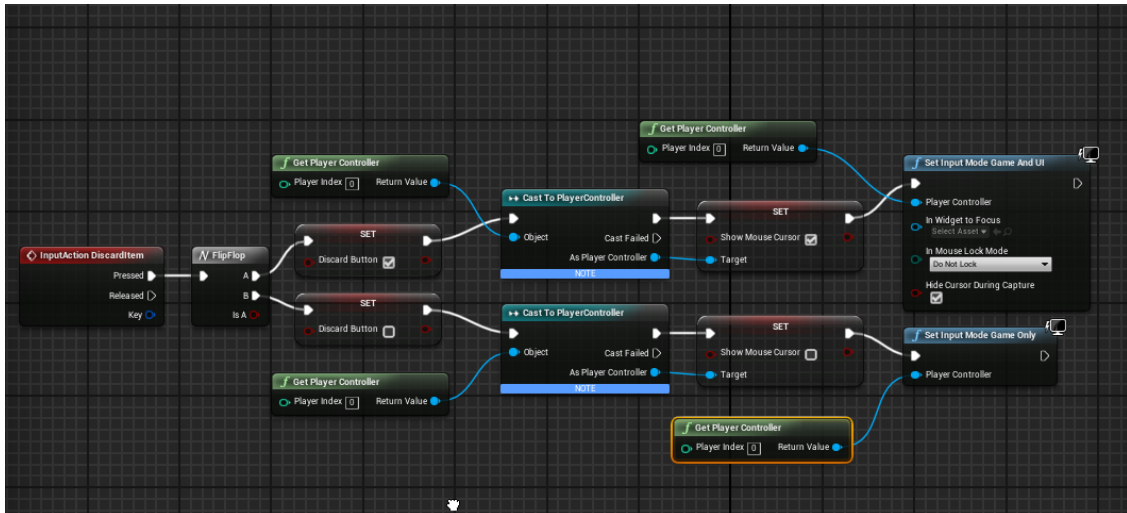 InputAction DiscardItem
Pressed
Released
Key
FlipFlop
A
B
Is A
Get Player Controller
Player Index 0 Return Value
SET
Discard Button
SET
Discard Button
Get Player Controller
Player Index 0 Return Value
Cast To PlayerController
Object
Cast Failed
As Player Controller
NOTE
Cast To PlayerController
Object
Cast Failed
As Player Controller
NOTE
Get Player Controller
Player Index 0 Return Value
SET
Show Mouse Cursor
Target
SET
Show Mouse Cursor
Target
Get Player Controller
Player Index 0 Return Value
Set Input Mode Game And UI
Player Controller
In Widget to Focus
Select Asset
In Mouse Lock Mode
Do Not Lock
Hide Cursor During Capture
Set Input Mode Game Only
Player Controller